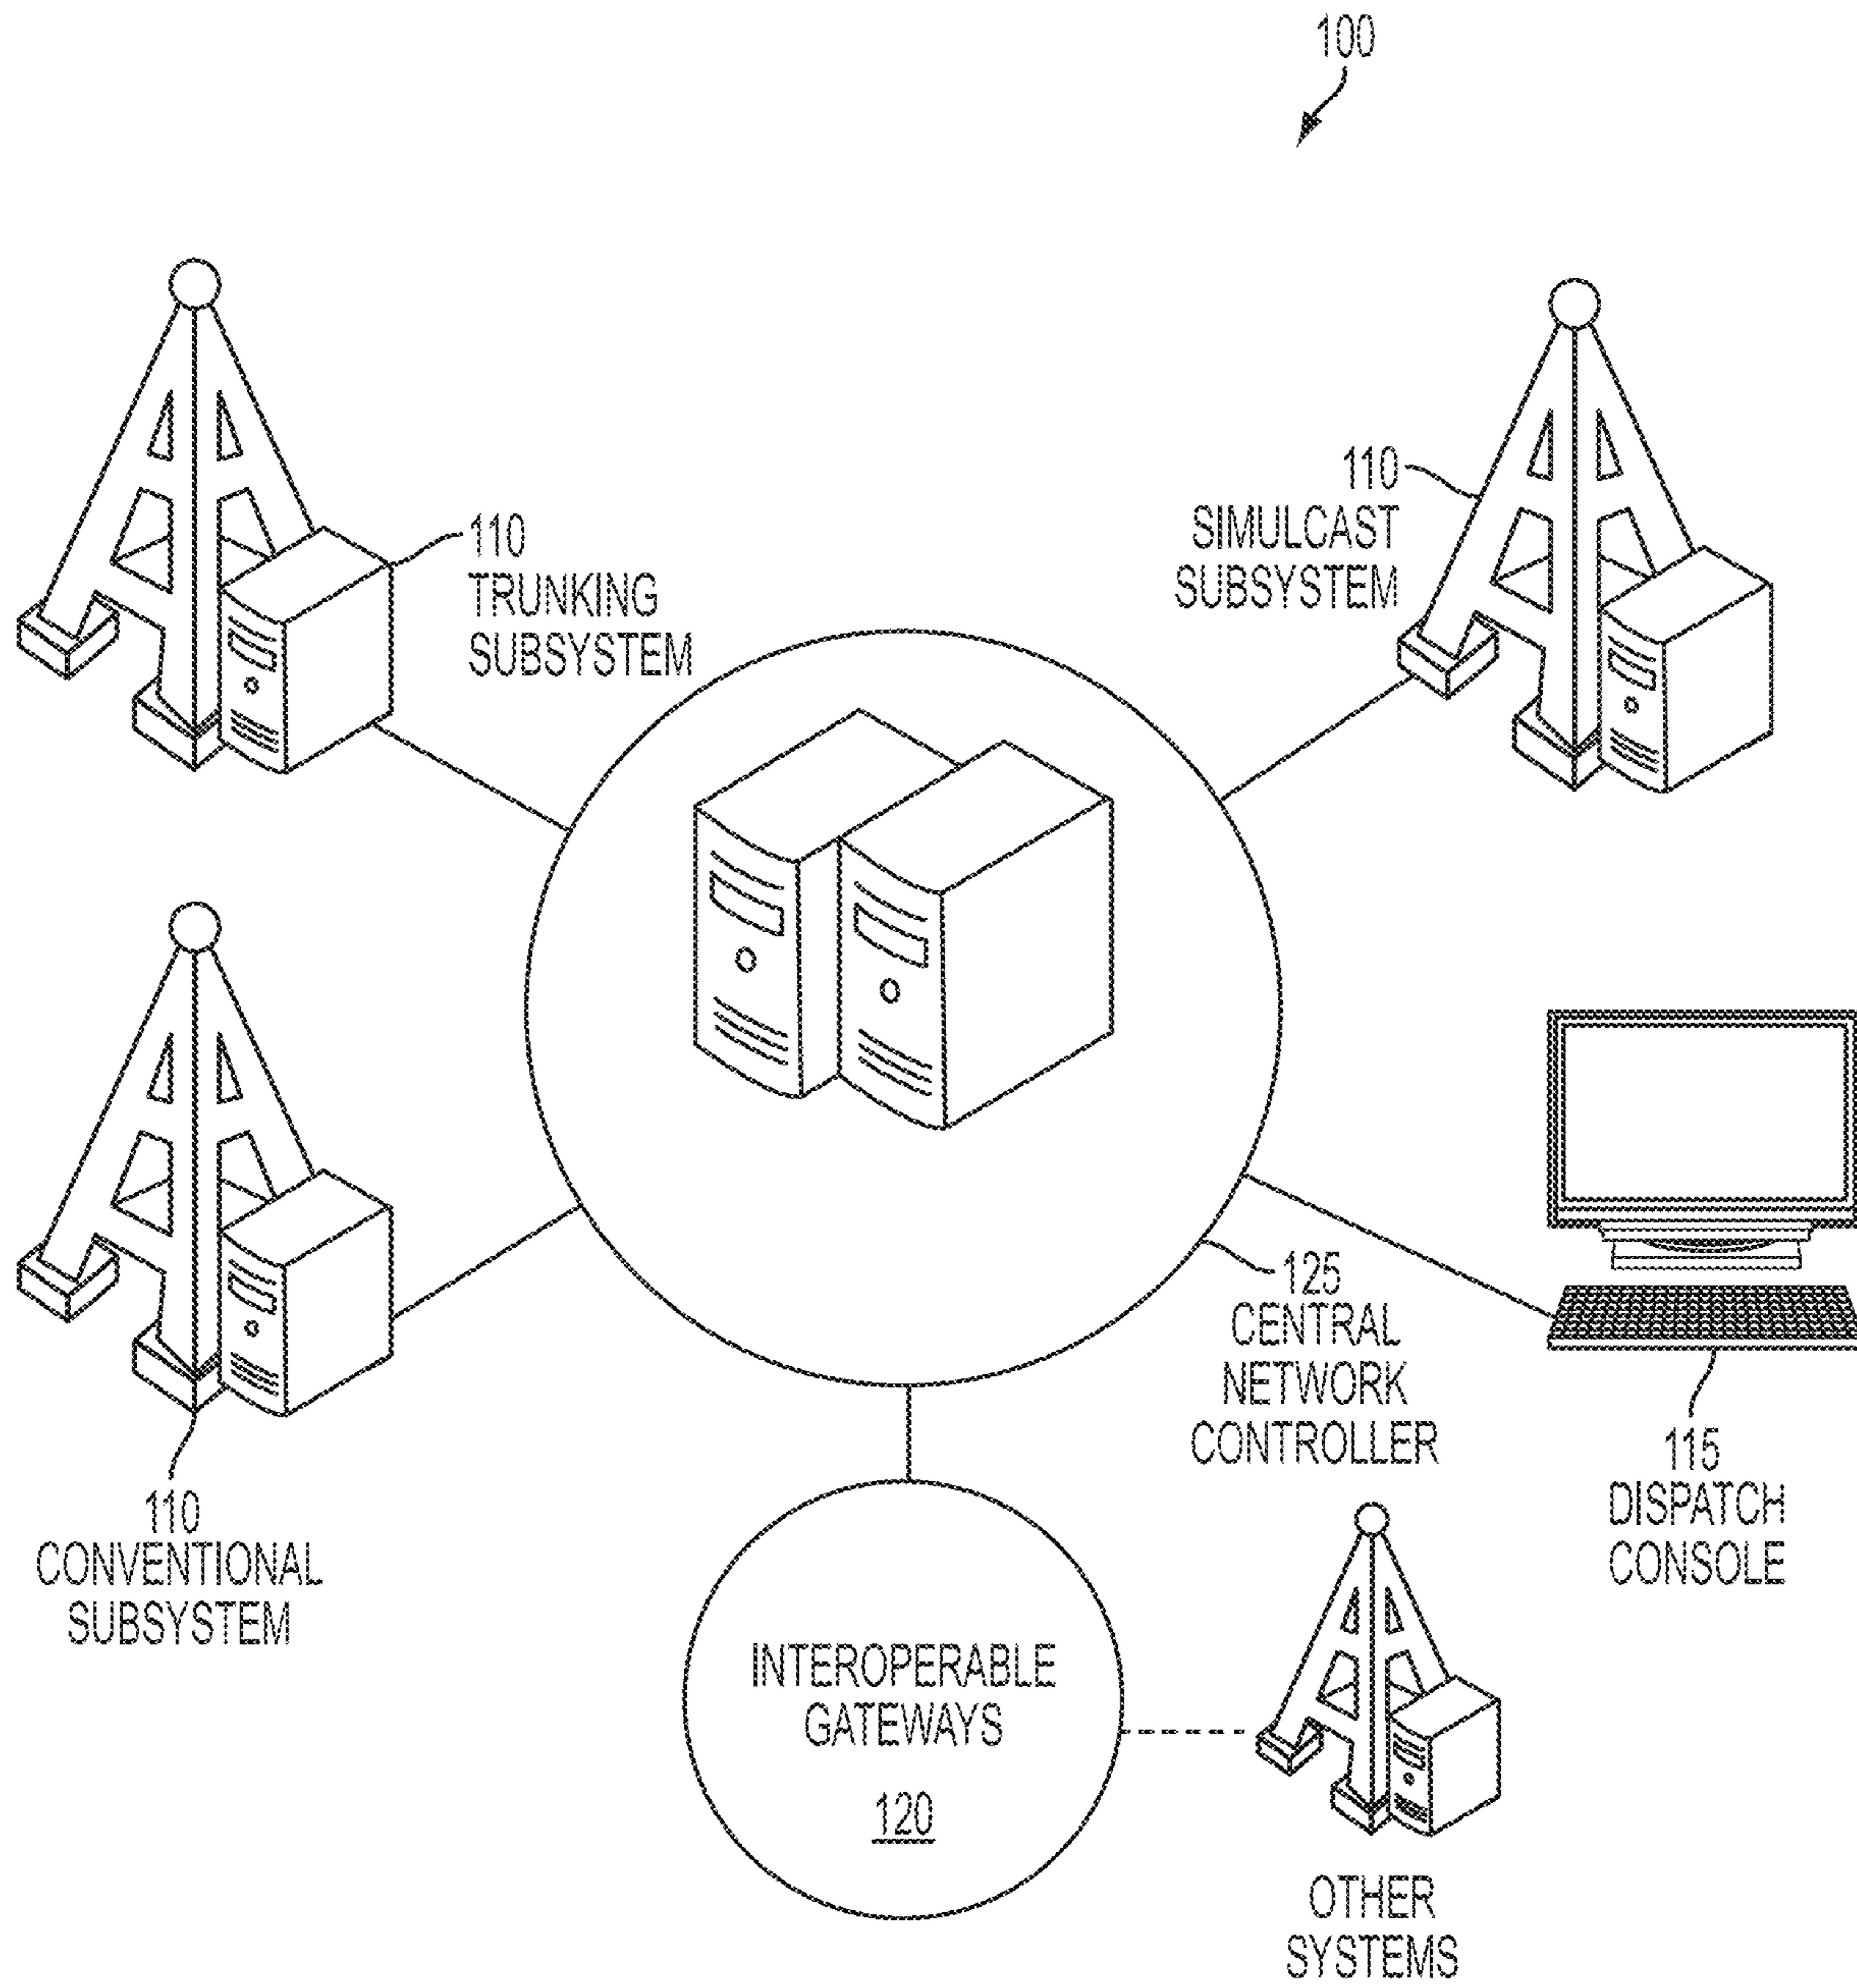 100
110
TRUNKING
SUBSYSTEM
110
SIMULCAST
SUBSYSTEM
125
CENTRAL
NETWORK
CONTROLLER
115
DISPATCH
CONSOLE
110
CONVENTIONAL
SUBSYSTEM
INTEROPERABLE
GATEWAYS
120
OTHER
SYSTEMS